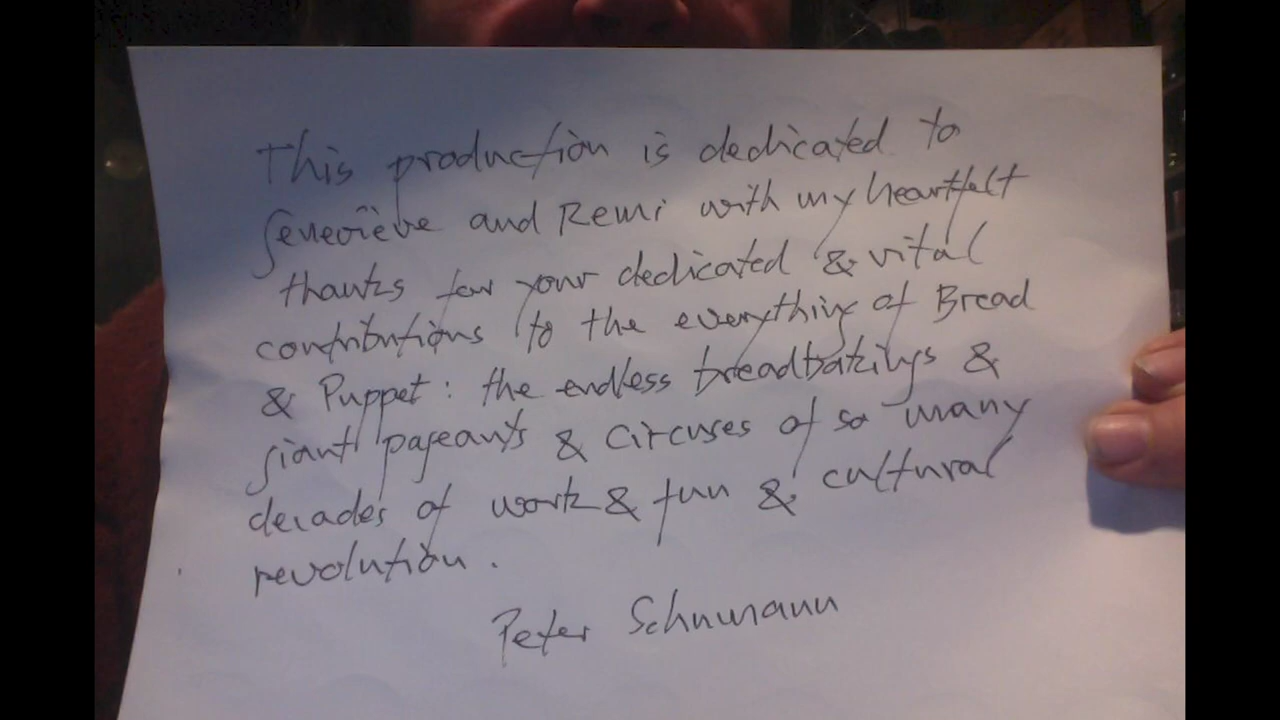 This production is dedicated to
Geneviève and Remi with my heartfelt
thanks for your dedicated & vital
contributions to the everything of Bread
& Puppet: the endless breadbakings &
giant pageants & circuses of so many
decades of work & fun & cultural
revolution.
Peter Schumann